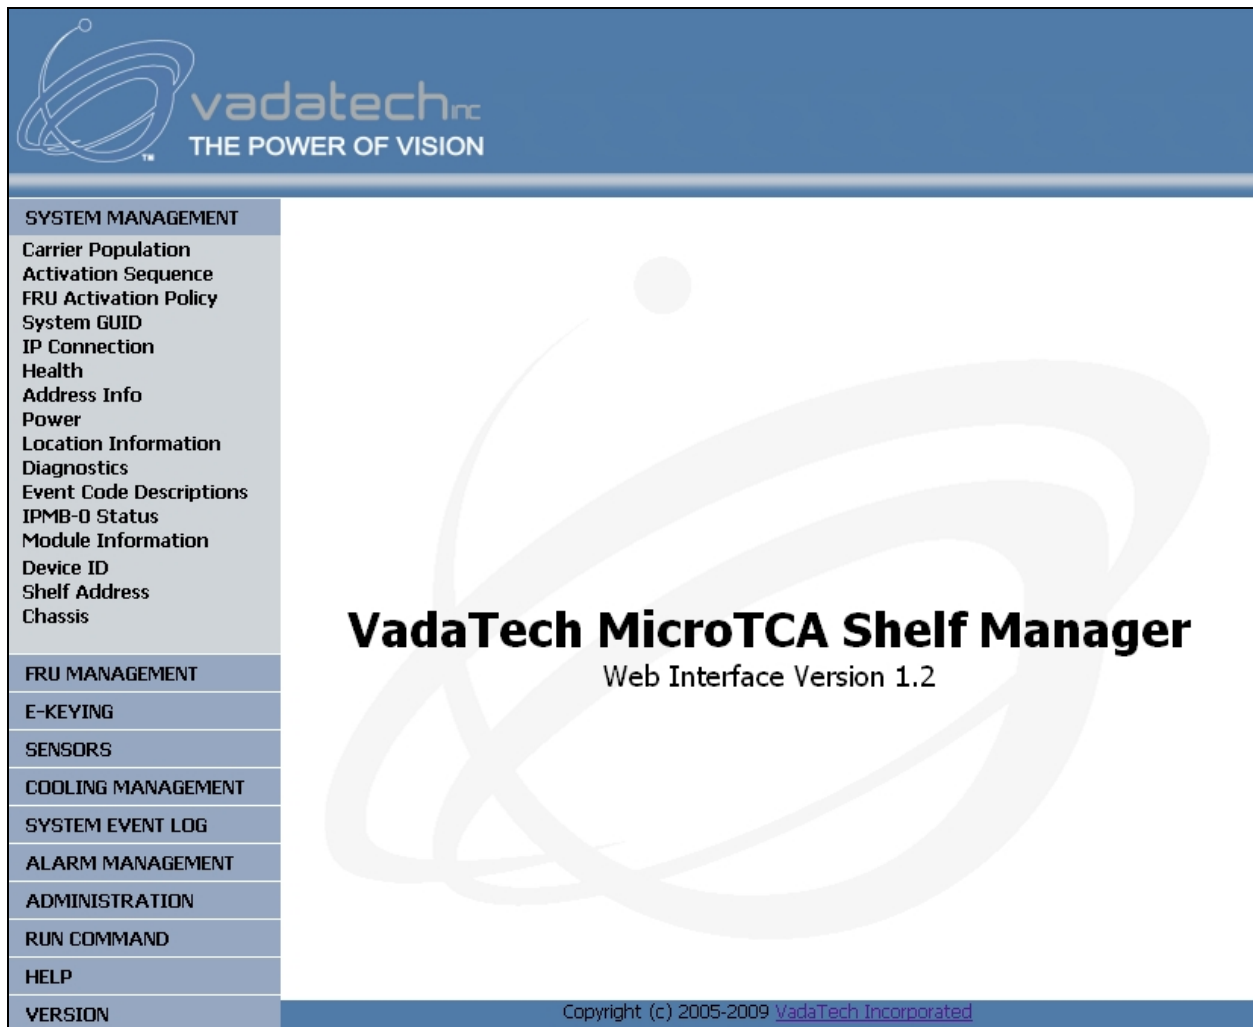 vadatech inc
THE POWER OF VISION
TM
SYSTEM MANAGEMENT
Carrier Population
Activation Sequence
FRU Activation Policy
System GUID
IP Connection
Health
Address Info
Power
Location Information
Diagnostics
Event Code Descriptions
IPMB-0 Status
Module Information
Device ID
Shelf Address
Chassis
FRU MANAGEMENT
E-KEYING
SENSORS
COOLING MANAGEMENT
SYSTEM EVENT LOG
ALARM MANAGEMENT
ADMINISTRATION
RUN COMMAND
HELP
VERSION
VadaTech MicroTCA Shelf Manager
Web Interface Version 1.2
Copyright (c) 2005-2009 VadaTech Incorporated